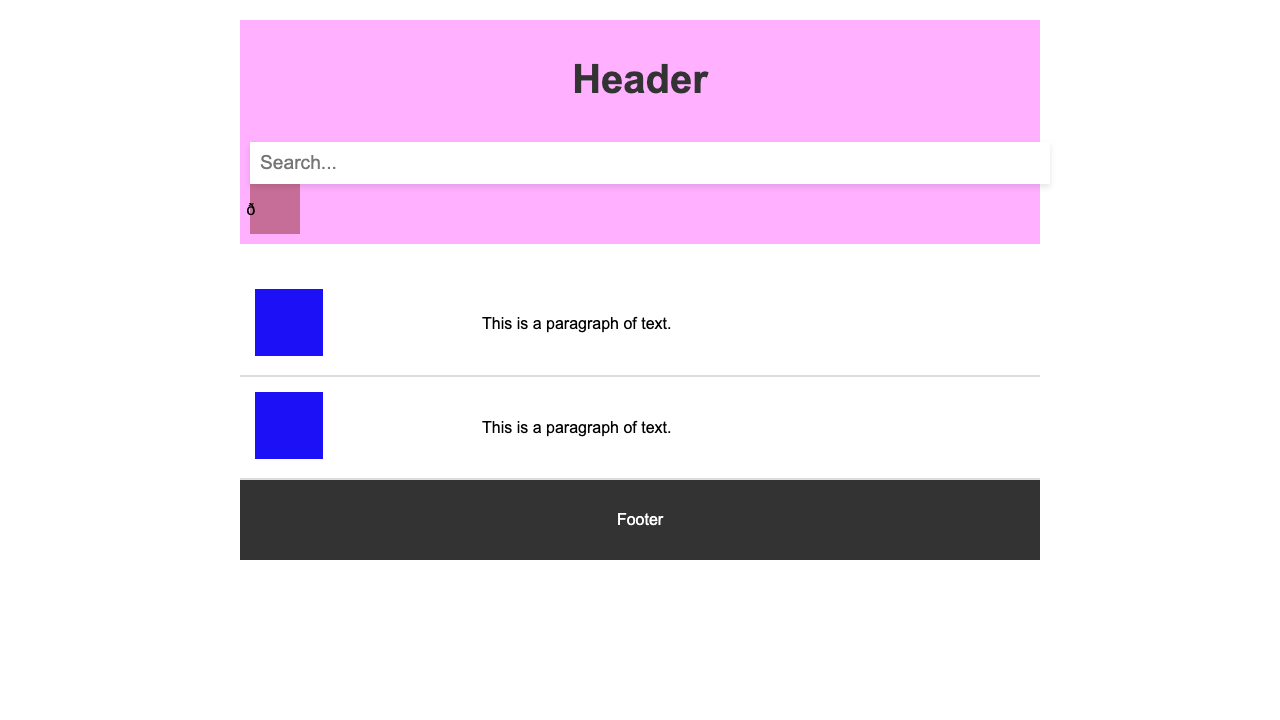 Header
Search...
ð
This is a paragraph of text.
This is a paragraph of text.
Footer